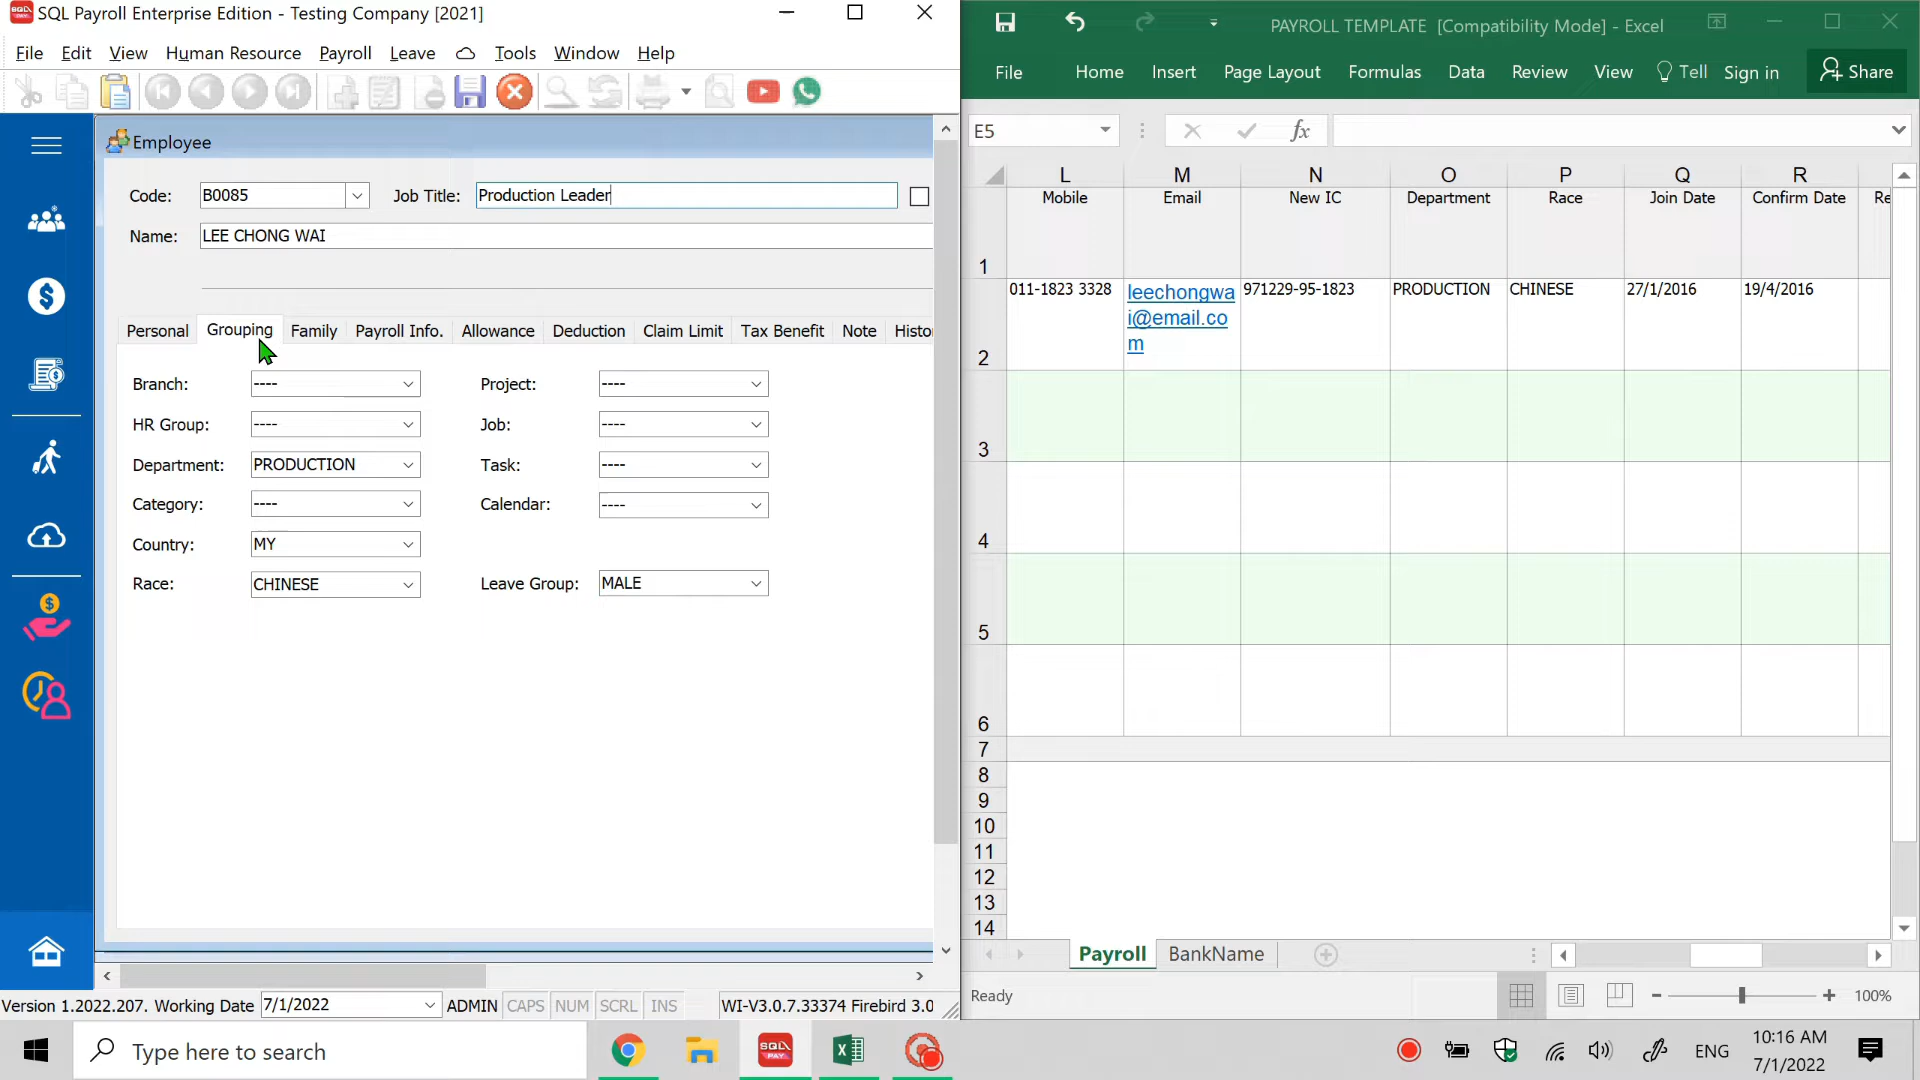 SQL Payroll Enterprise Edition - Testing Company [2021]
File Edit View Human Resource Payroll Leave Tools Window Help
Employee
Code: B0085 Job Title: Production Leader
Name: LEE CHONG WAI
Personal Grouping Family Payroll Info. Allowance Deduction Claim Limit Tax Benefit Note Histor
Branch: ---- Project: ----
HR Group: ---- Job: ----
Department: PRODUCTION Task: ----
Category: ---- Calendar: ----
Country: MY
Race: CHINESE Leave Group: MALE
Version 1.2022.207. Working Date 7/1/2022 ADMIN CAPS NUM SCRL INS WI-V3.0.7.33374 Firebird 3.0
PAYROLL TEMPLATE [Compatibility Mode] - Excel
File Home Insert Page Layout Formulas Data Review View Tell Sign in Share
E5 fx
L M N O P Q R
1 Mobile Email New IC Department Race Join Date Confirm Date Re
2 011-1823 3328 leechongwa 971229-95-1823 PRODUCTION CHINESE 27/1/2016 19/4/2016
i@email.co
m
3
4
5
6
7
8
9
10
11
12
13
14
Payroll BankName
Ready 100%
Type here to search
SQL PAY
ENG 10:16 AM
7/1/2022